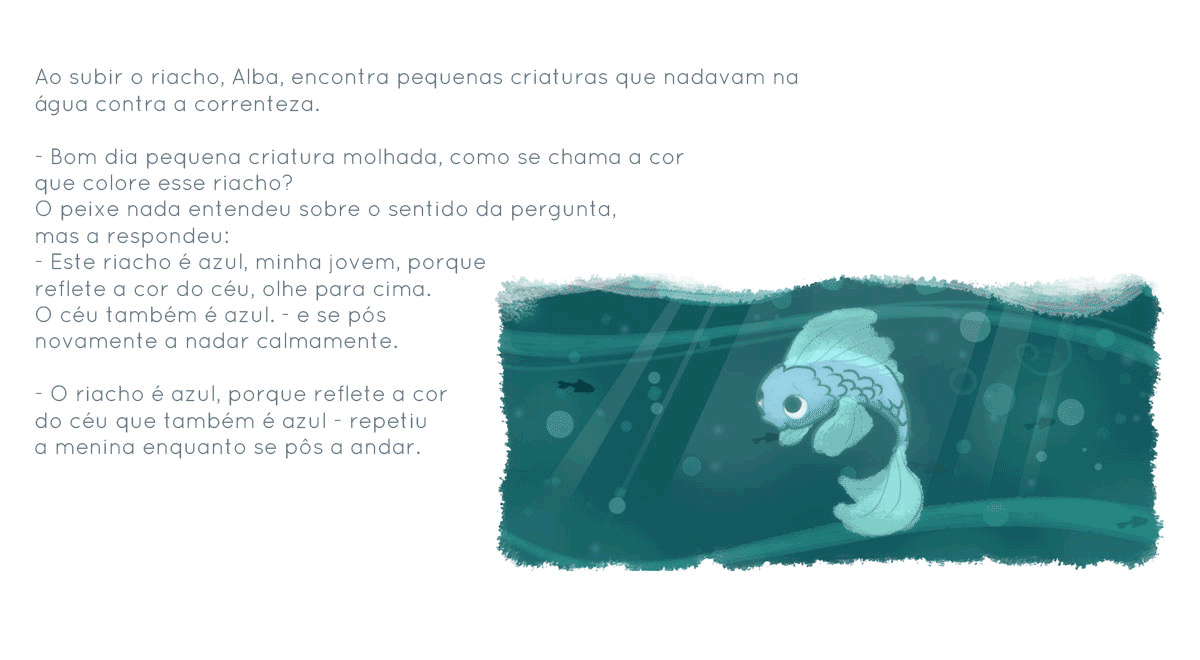 Ao subir o riacho, Alba, encontra pequenas criaturas que nadavam na
água contra a correnteza.
- Bom dia pequena criatura molhada, como se chama a cor
que colore esse riacho?
O peixe nada entendeu sobre o sentido da pergunta,
mas a respondeu:
- Este riacho é azul, minha jovem, porque
reflete a cor do céu, olhe para cima.
O céu também é azul. - e se pós
novamente a nadar calmamente.
- O riacho é azul, porque reflete a cor
do céu que também é azul - repetiu
a menina enquanto se pôs a andar.